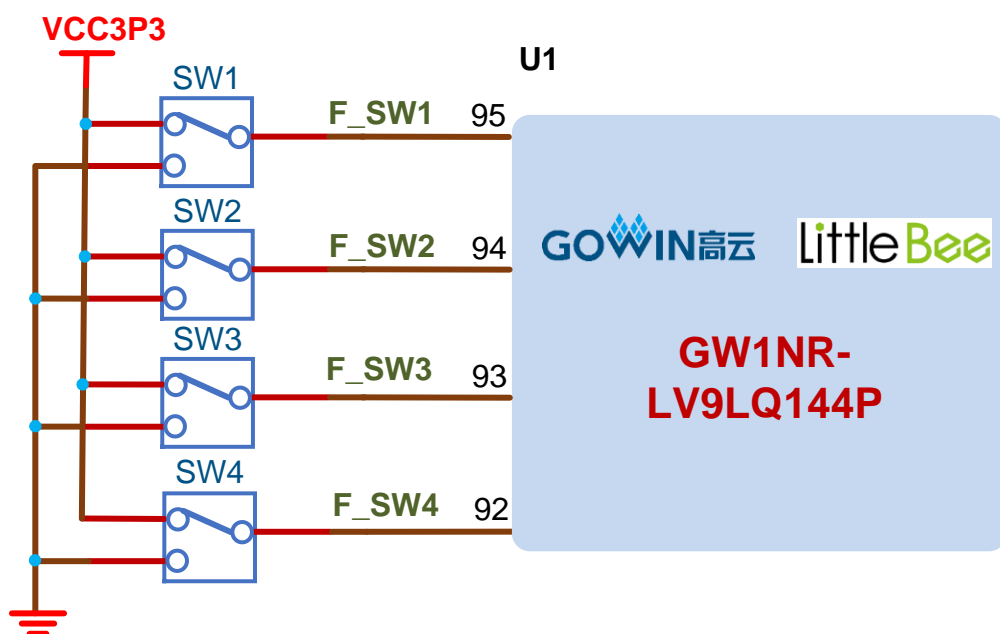 VCC3P3
U1
SW1
F_SW1 95
SW2
F_SW2 94
GOWIN高云 LittleBee
SW3
F_SW3 93
GW1NR-
LV9LQ144P
SW4
F_SW4 92